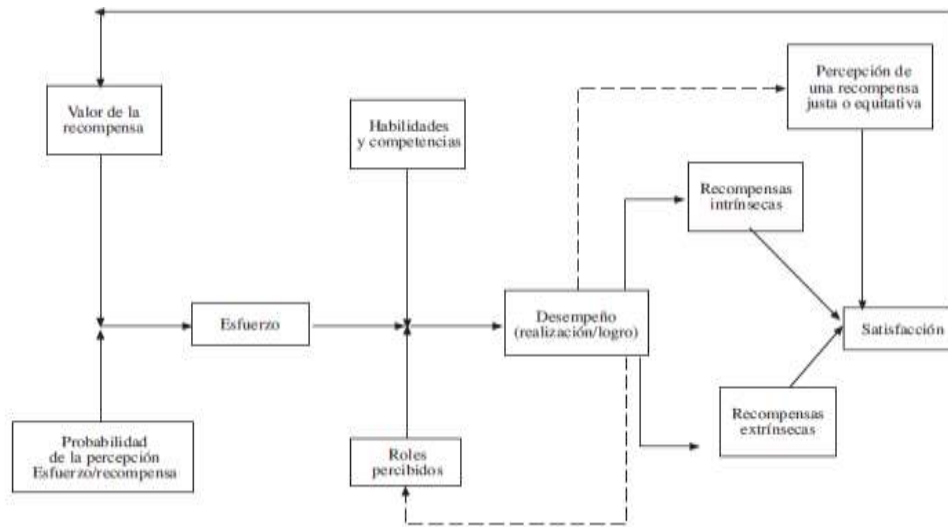 Percepción de
una recompensa
justa o equitativa
Valor de la
recompensa
Habilidades
y competencias
Recompensas
intrínsecas
Esfuerzo
Desempeño
(realización/logro)
Satisfacción
Probabilidad
de la percepción
Esfuerzo/recompensa
Roles
percibidos
Recompensas
extrínsecas